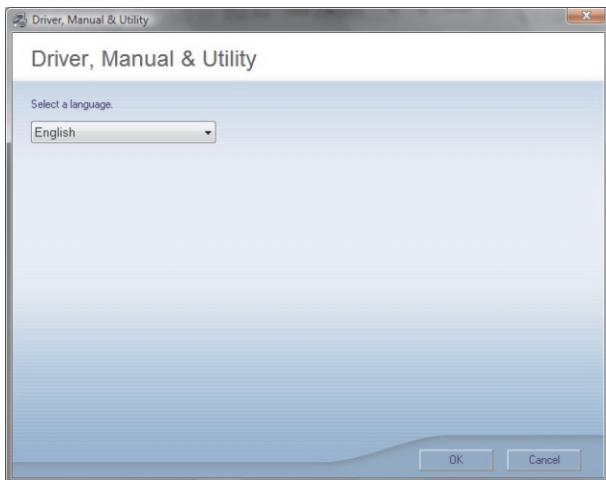 Driver, Manual & Utility
Driver, Manual & Utility
Select a language.
English
OK
Cancel